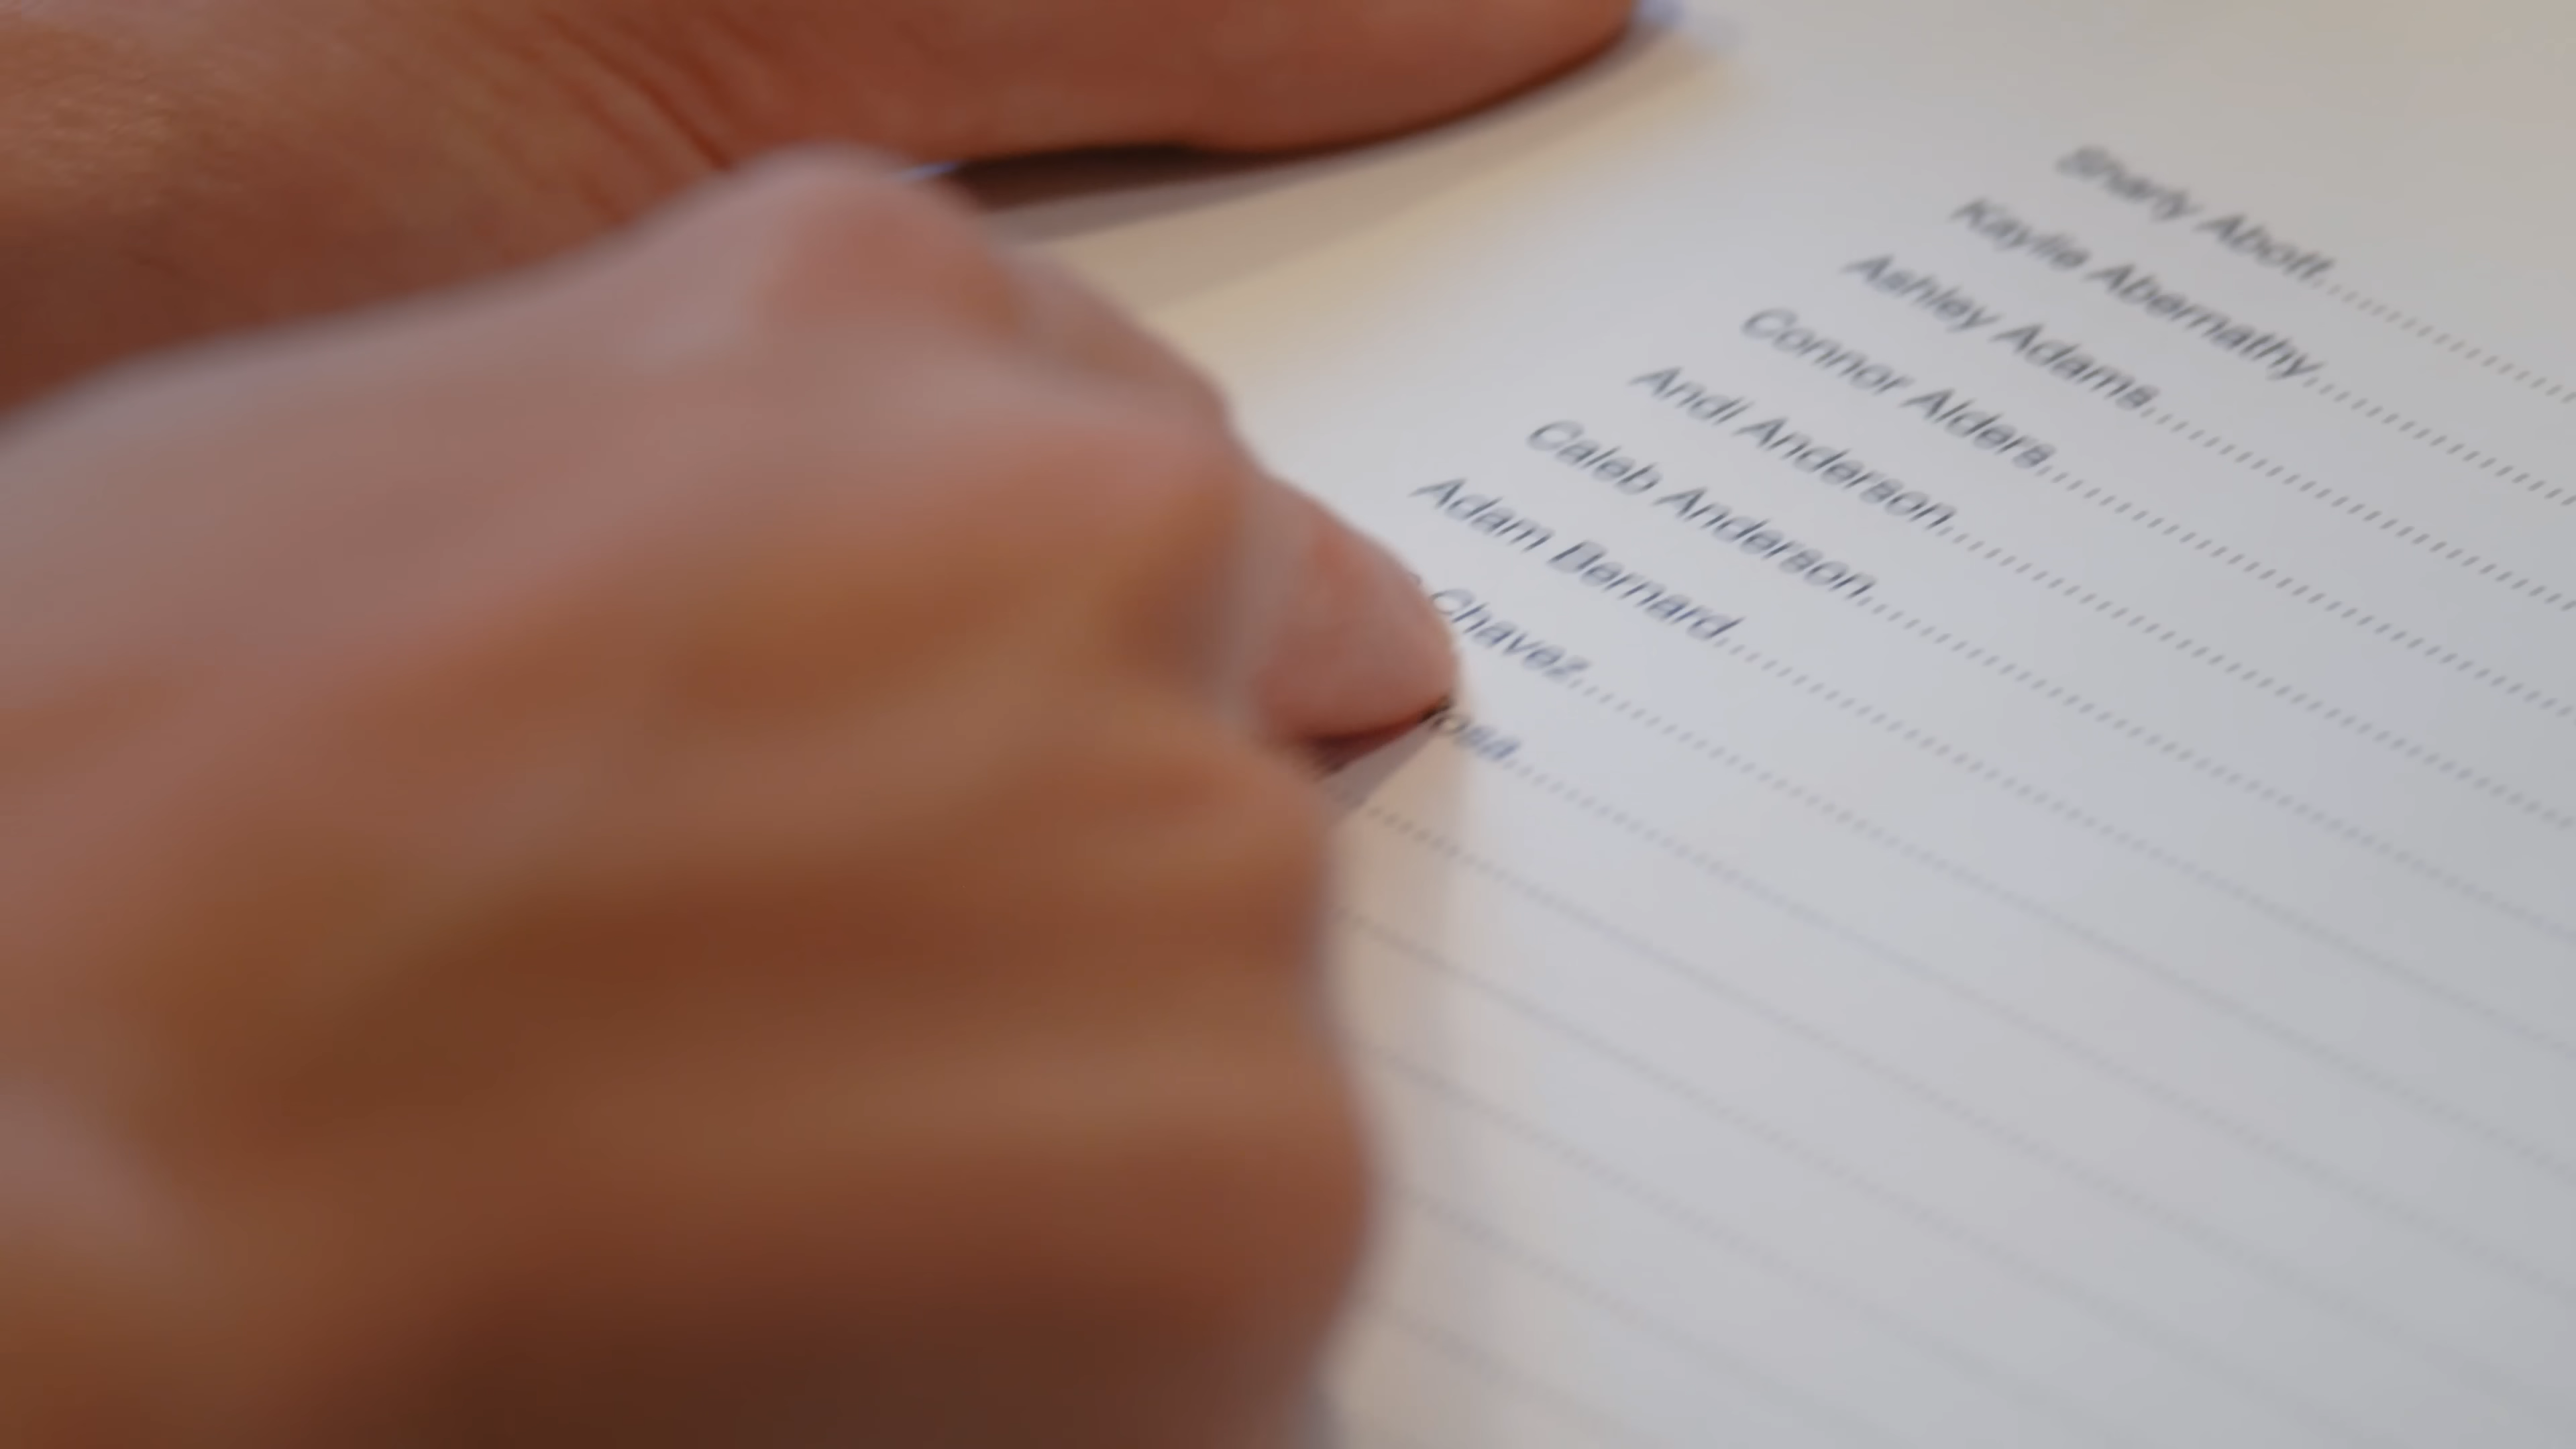 Sharly Abott
Kaylie Abernathy
Ashley Adams
Connor Alders
Andi Anderson
Caleb Anderson
Adam Bernard
Chavez